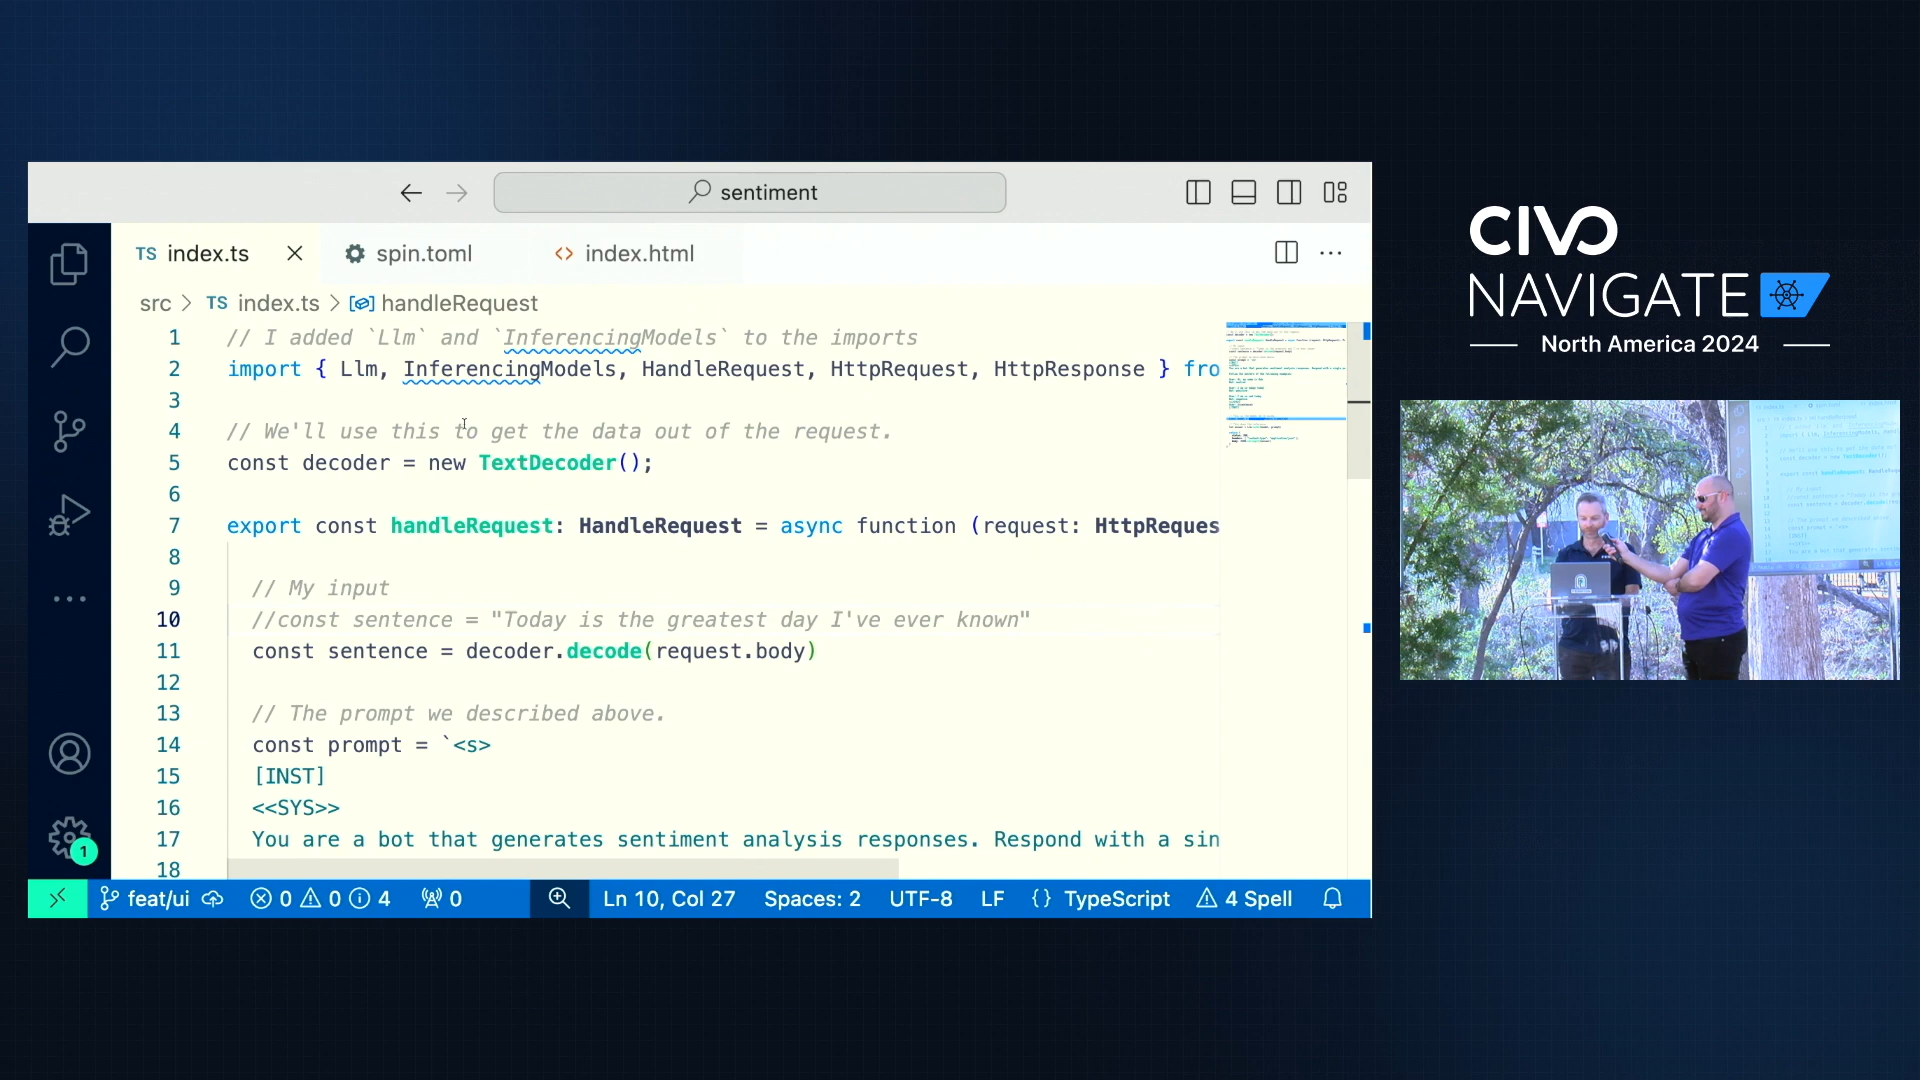 sentiment
TS index.ts
spin.toml
<> index.html
src > TS index.ts > handleRequest
1 // I added `Llm` and `InferencingModels` to the imports
2 import { Llm, InferencingModels, HandleRequest, HttpRequest, HttpResponse } fro
3
4 // We'll use this to get the data out of the request.
5 const decoder = new TextDecoder();
6
7 export const handleRequest: HandleRequest = async function (request: HttpReques
8
9 // My input
10 //const sentence = "Today is the greatest day I've ever known"
11 const sentence = decoder.decode(request.body)
12
13 // The prompt we described above.
14 const prompt = `<s>
15 [INST]
16 <<SYS>>
17 You are a bot that generates sentiment analysis responses. Respond with a sin
18
1
feat/ui 0 0 4 0 Ln 10, Col 27 Spaces: 2 UTF-8 LF {} TypeScript 4 Spell
CIVO
NAVIGATE
North America 2024